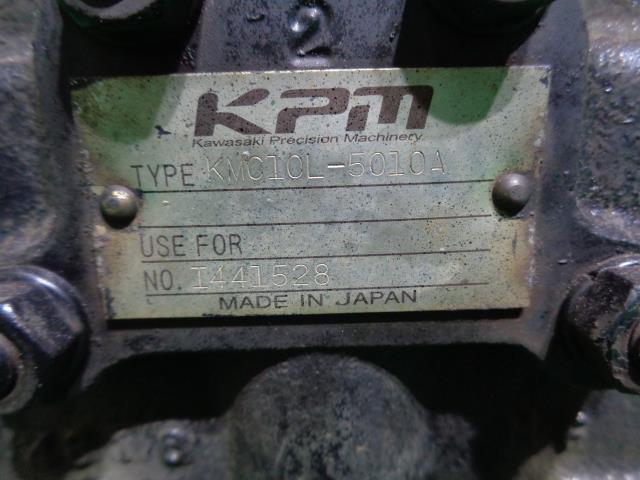 2
KPM
Kawasaki Precision Machinery
TYPE KMC10L-5010A
USE FOR
NO. I441528
MADE IN JAPAN